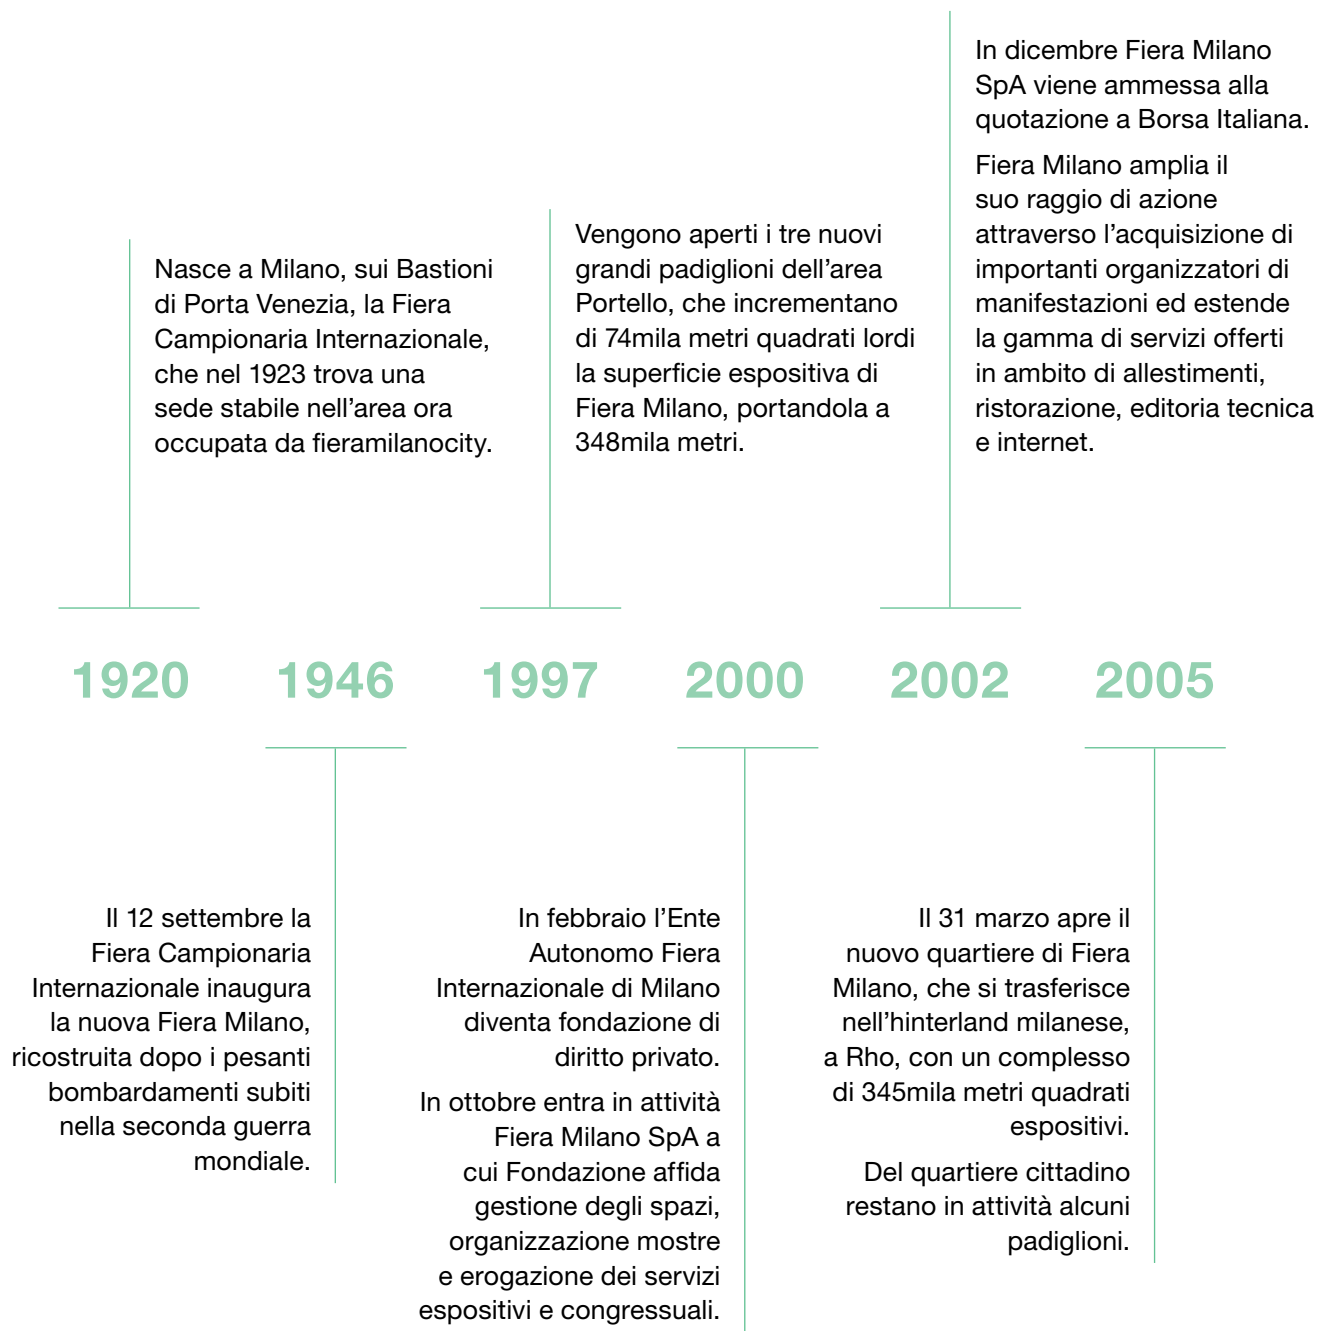 In dicembre Fiera Milano
SpA viene ammessa alla
quotazione a Borsa Italiana.
Fiera Milano amplia il
suo raggio di azione
attraverso l’acquisizione di
importanti organizzatori di
manifestazioni ed estende
la gamma di servizi offerti
in ambito di allestimenti,
ristorazione, editoria tecnica
e internet.
Vengono aperti i tre nuovi
grandi padiglioni dell’area
Portello, che incrementano
di 74mila metri quadrati lordi
la superficie espositiva di
Fiera Milano, portandola a
348mila metri.
Nasce a Milano, sui Bastioni
di Porta Venezia, la Fiera
Campionaria Internazionale,
che nel 1923 trova una
sede stabile nell’area ora
occupata da fieramilanocity.
1920 1946 1997 2000 2002 2005
Il 12 settembre la
Fiera Campionaria
Internazionale inaugura
la nuova Fiera Milano,
ricostruita dopo i pesanti
bombardamenti subiti
nella seconda guerra
mondiale.
In febbraio l’Ente
Autonomo Fiera
Internazionale di Milano
diventa fondazione di
diritto privato.
In ottobre entra in attività
Fiera Milano SpA a
cui Fondazione affida
gestione degli spazi,
organizzazione mostre
e erogazione dei servizi
espositivi e congressuali.
Il 31 marzo apre il
nuovo quartiere di Fiera
Milano, che si trasferisce
nell’hinterland milanese,
a Rho, con un complesso
di 345mila metri quadrati
espositivi.
Del quartiere cittadino
restano in attività alcuni
padiglioni.